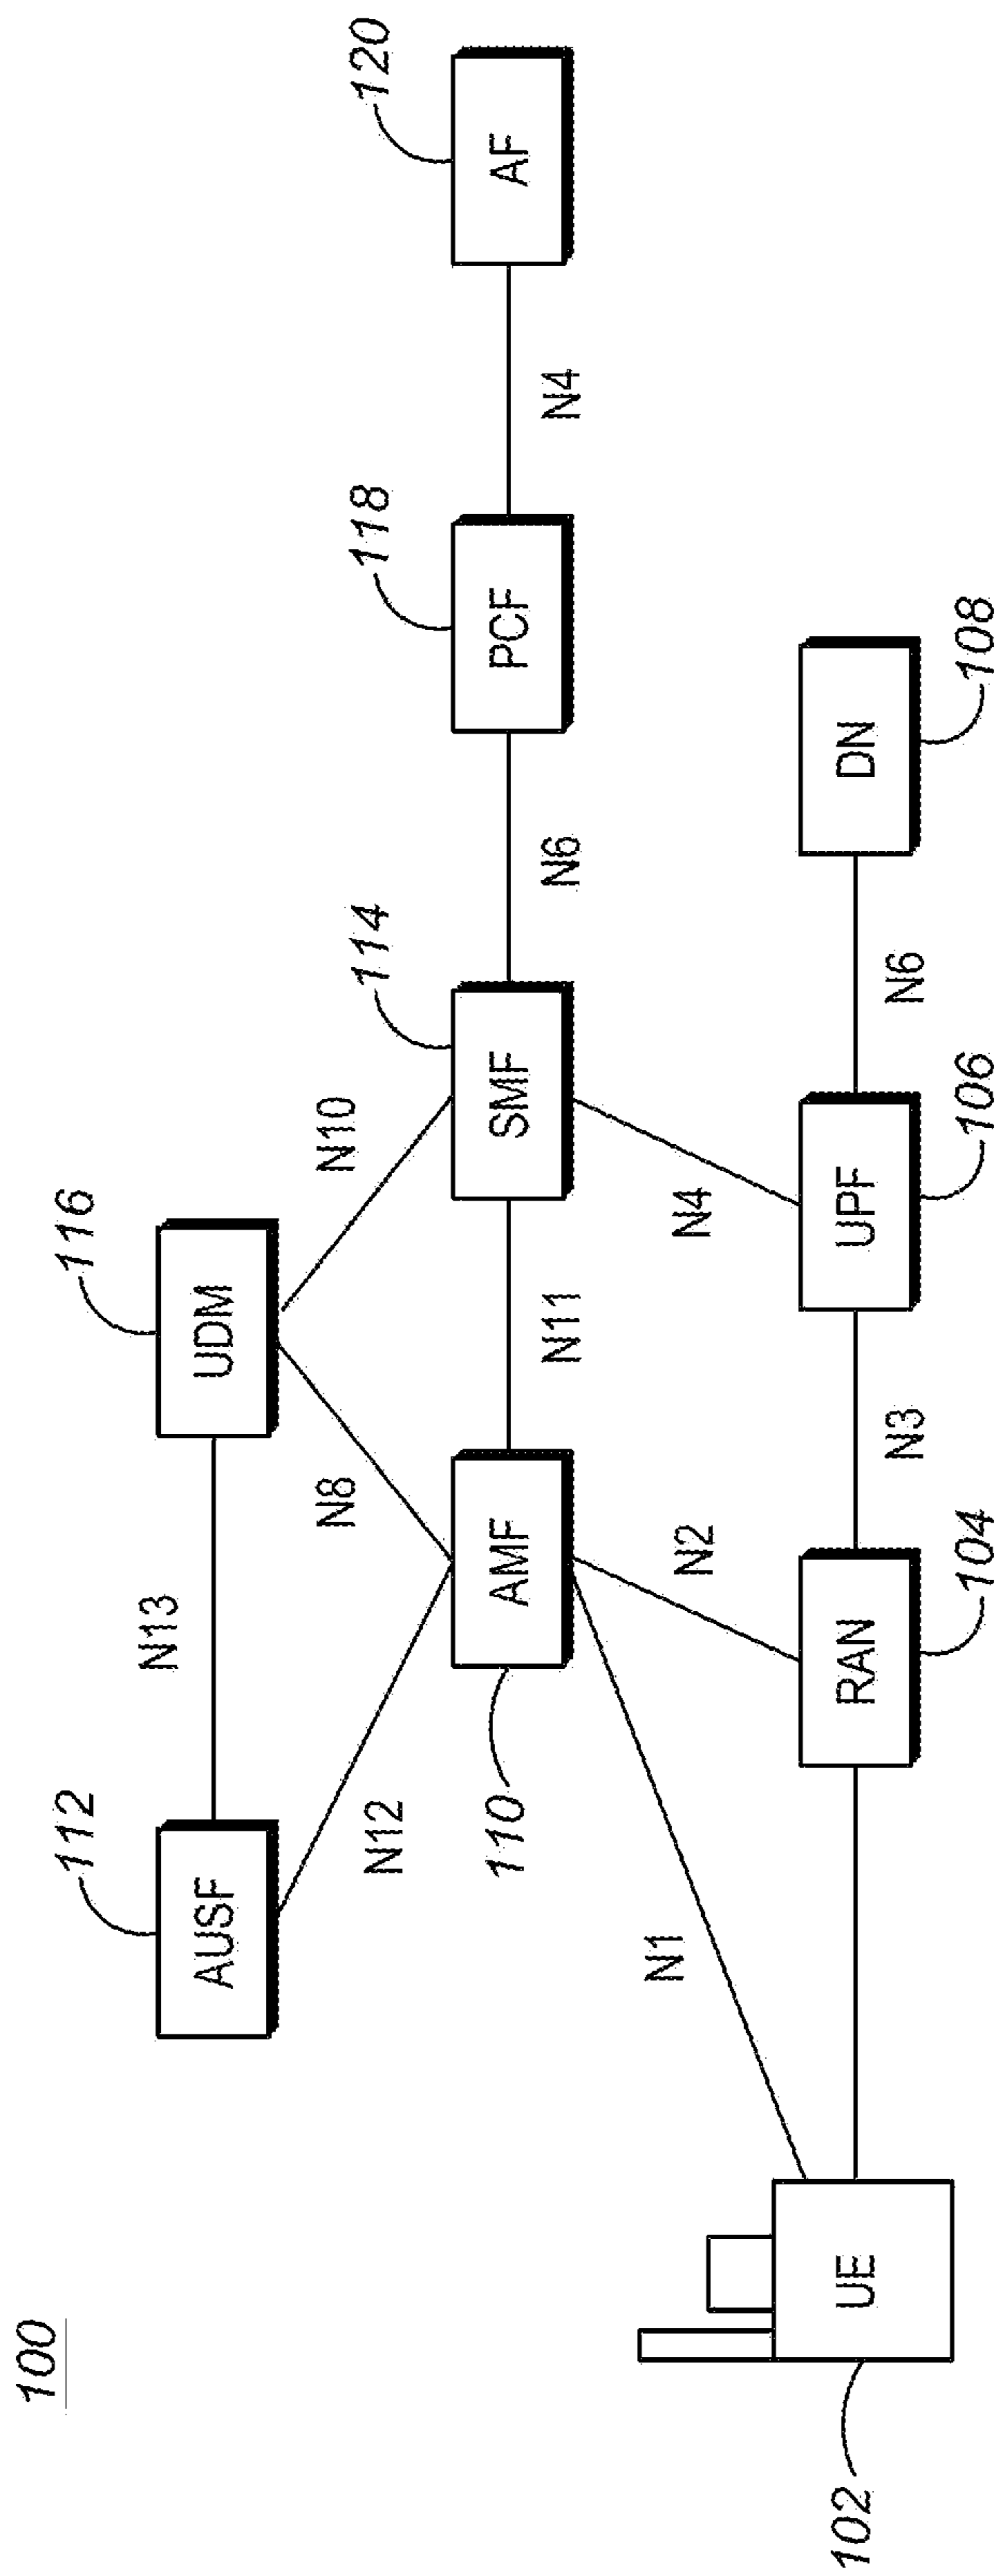 100
112
AUSF
N13
116
UDM
N12
N8
N10
110
AMF
N11
114
SMF
N6
118
PCF
N4
120
AF
N1
N2
N4
102
UE
RAN
104
N3
UPF
106
N6
DN
108